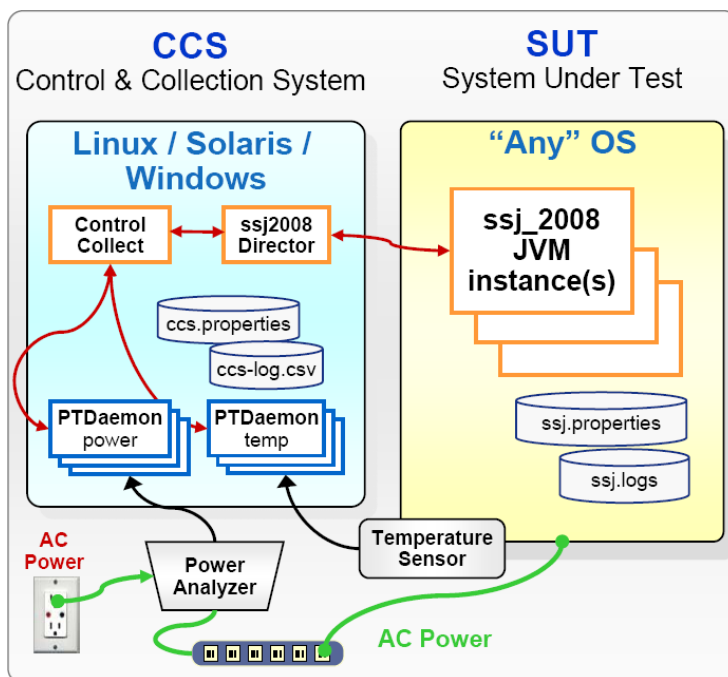 CCS
Control & Collection System
SUT
System Under Test
Linux / Solaris /
Windows
Control
Collect
ssj2008
Director
ccs.properties
ccs-log.csv
PTDaemon
power
PTDaemon
temp
“Any” OS
ssj_2008
JVM
instance(s)
ssj.properties
ssj.logs
AC
Power
Power
Analyzer
Temperature
Sensor
AC Power